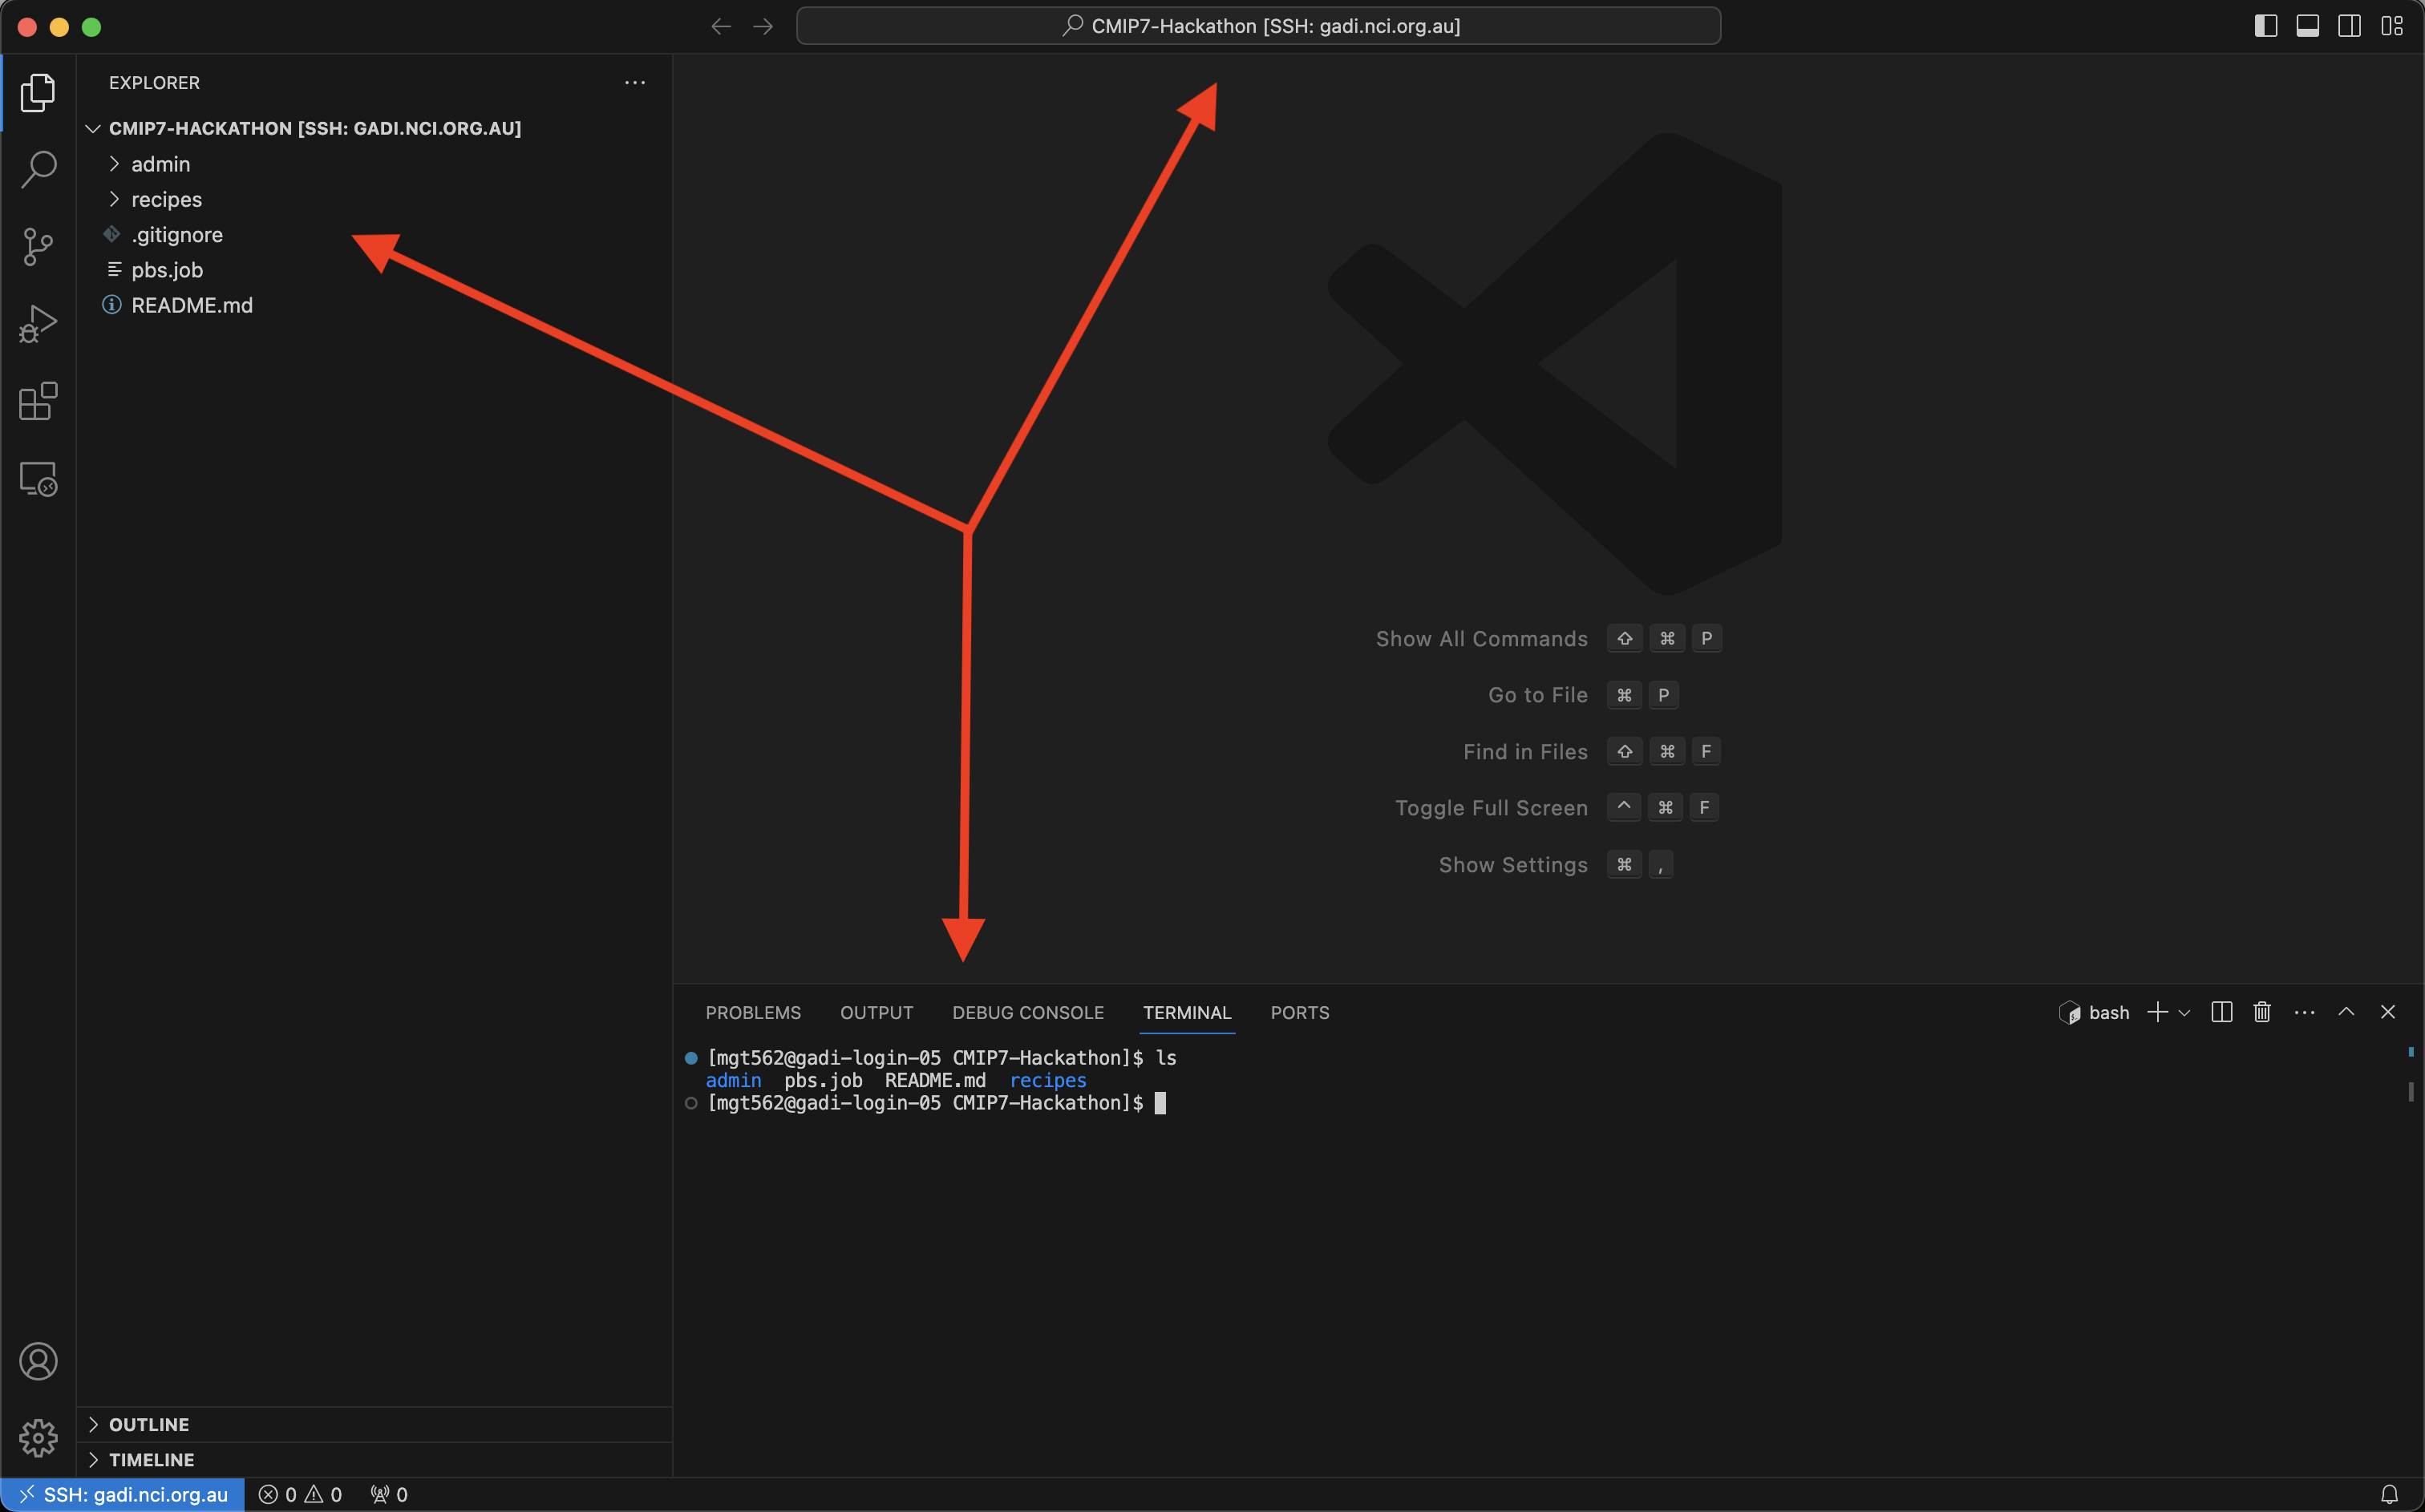 CMIP7-Hackathon [SSH: gadi.nci.org.au]
EXPLORER
CMIP7-HACKATHON [SSH: GADI.NCI.ORG.AU]
admin
recipes
.gitignore
pbs.job
README.md
Show All Commands ⇧ ⌘ P
Go to File ⌘ P
Find in Files ⇧ ⌘ F
Toggle Full Screen ^ ⌘ F
Show Settings ⌘ ,
PROBLEMS OUTPUT DEBUG CONSOLE TERMINAL PORTS bash
[mgt562@gadi-login-05 CMIP7-Hackathon]$ ls
admin pbs.job README.md recipes
[mgt562@gadi-login-05 CMIP7-Hackathon]$
OUTLINE
TIMELINE
SSH: gadi.nci.org.au 0 0 0